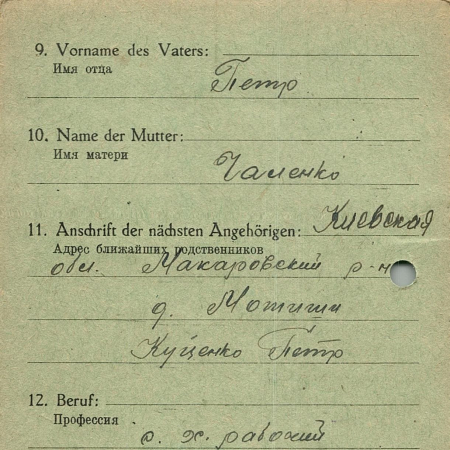 9. Vorname des Vaters:
Имя отца
Петр
10. Name der Mutter:
Имя матери
Чаленко
11. Anschrift der nächsten Angehörigen: Киевская
Адрес ближайших родственников
обл. Макаровский р-н
д. Мотижи
Куценко Петр
12. Beruf:
Профессия
с. х. рабочий